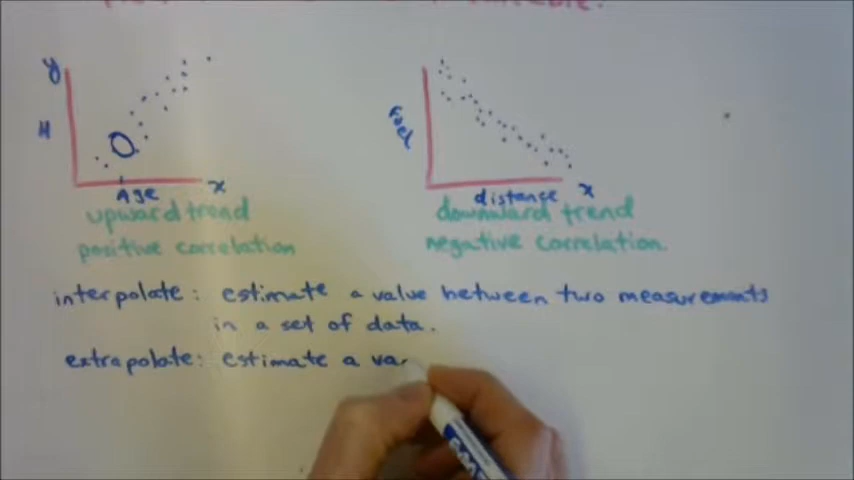 y
H
Age x
upward trend
positive correlation
Fuel
distance x
downward trend
negative correlation.
interpolate: estimate a value between two measurements
in a set of data.
extrapolate: estimate a va